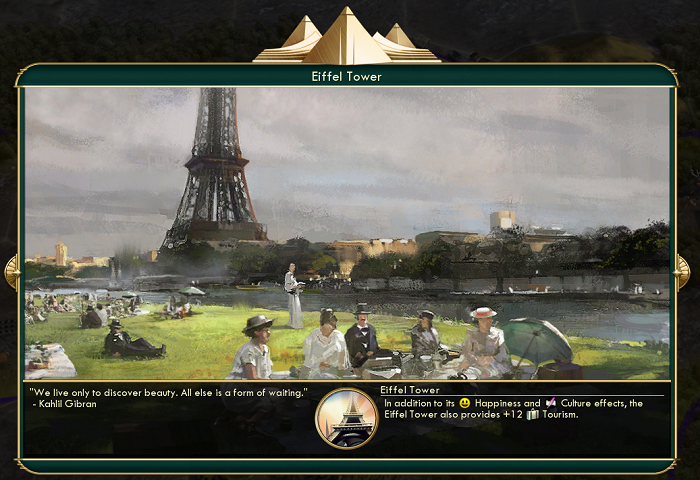 Eiffel Tower
"We live only to discover beauty. All else is a form of waiting."
- Kahlil Gibran
Eiffel Tower
In addition to its Happiness and Culture effects, the
Eiffel Tower also provides +12 Tourism.